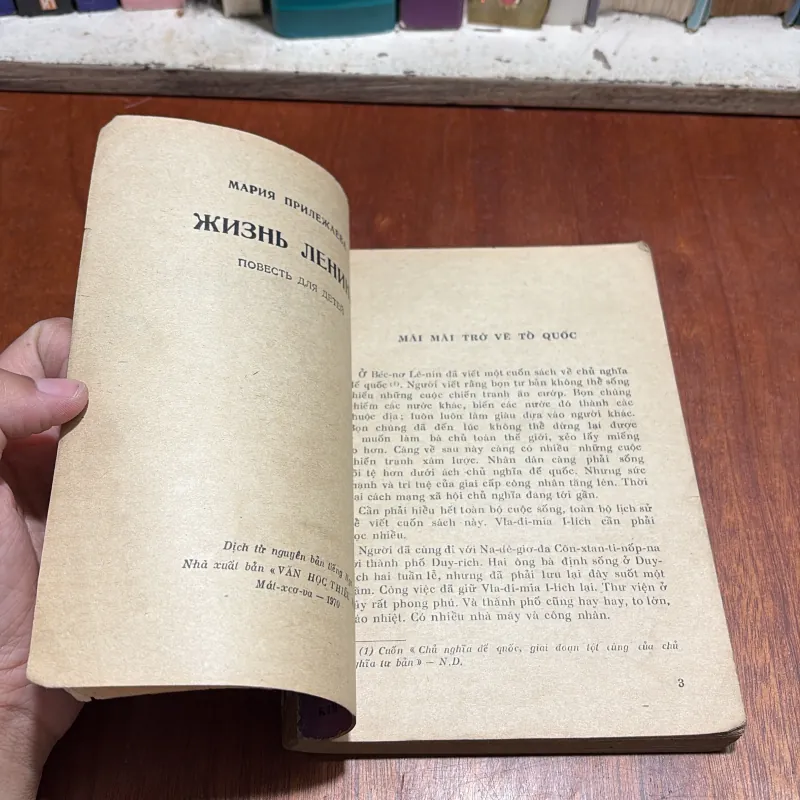 МАРИЯ ПРИЛЕЖАЕВА
ЖИЗНЬ
ПОВЕСТЬ ДЛЯ ДЕТЕЙ
Dịch từ nguyên bản tiếng
Nhà xuất bản «VĂN HỌC THIẾU
Mát-xcơ-va — 1970
MÃI MÃI TRỞ VỀ TỔ QUỐC
Ở Béc-nơ Lê-nin đã viết một cuốn sách về chủ nghĩa
đế quốc⁽¹⁾. Người viết rằng bọn tư bản không thể sống
thiếu những cuộc chiến tranh ăn cướp. Bọn chúng
chiếm các nước khác, biến các nước đó thành các
thuộc địa; luôn luôn làm giàu dựa vào người khác.
Bọn chúng đã đến lúc không thể dừng lại được
muốn làm bá chủ toàn thế giới, xéo lấy miếng
hơn. Càng về sau này càng có nhiều những cuộc
chiến tranh xâm lược. Nhân dân càng phải sống
tồi tệ hơn dưới ách chủ nghĩa đế quốc. Nhưng sức
mạnh và trí tuệ của giai cấp công nhân tăng lên. Thời
đại cách mạng xã hội chủ nghĩa đang tới gần.
Cần phải hiểu hết toàn bộ cuộc sống, toàn bộ lịch sử
để viết cuốn sách này. Vla-đi-mia I-lích cần phải
đọc nhiều.
Người đã cùng đi với Na-đê-giơ-đa Côn-xtan-ti-nốp-na
tới thành phố Duy-rích. Hai ông bà định sống ở Duy-
rích hai tuần lễ, nhưng đã phải lưu lại đây suốt một
năm. Công việc đã giữ Vla-đi-mia I-lích lại. Thư viện ở
đây rất phong phú. Và thành phố cũng hay hay, to lớn,
náo nhiệt. Có nhiều nhà máy và công nhân.
(1) Cuốn «Chủ nghĩa đế quốc, giai đoạn tột cùng của chủ
nghĩa tư bản» — N.D.
3